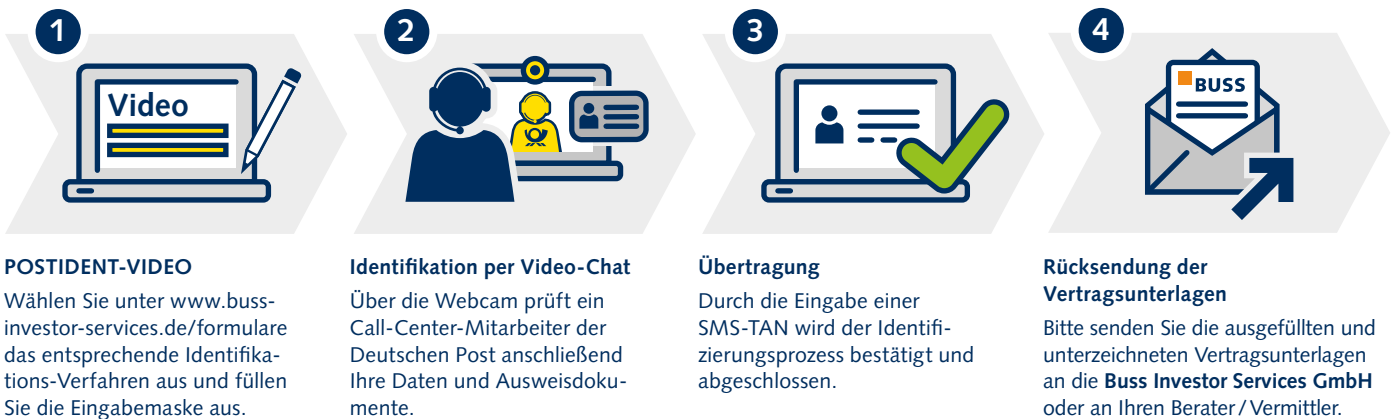 1
Video
POSTIDENT-VIDEO
Wählen Sie unter www.buss-
investor-services.de/formulare
das entsprechende Identifika-
tions-Verfahren aus und füllen
Sie die Eingabemaske aus.
2
Identifikation per Video-Chat
Über die Webcam prüft ein
Call-Center-Mitarbeiter der
Deutschen Post anschließend
Ihre Daten und Ausweisdoku-
mente.
3
Übertragung
Durch die Eingabe einer
SMS-TAN wird der Identifi-
zierungsprozess bestätigt und
abgeschlossen.
4
BUSS
Rücksendung der
Vertragsunterlagen
Bitte senden Sie die ausgefüllten und
unterzeichneten Vertragsunterlagen
an die Buss Investor Services GmbH
oder an Ihren Berater / Vermittler.